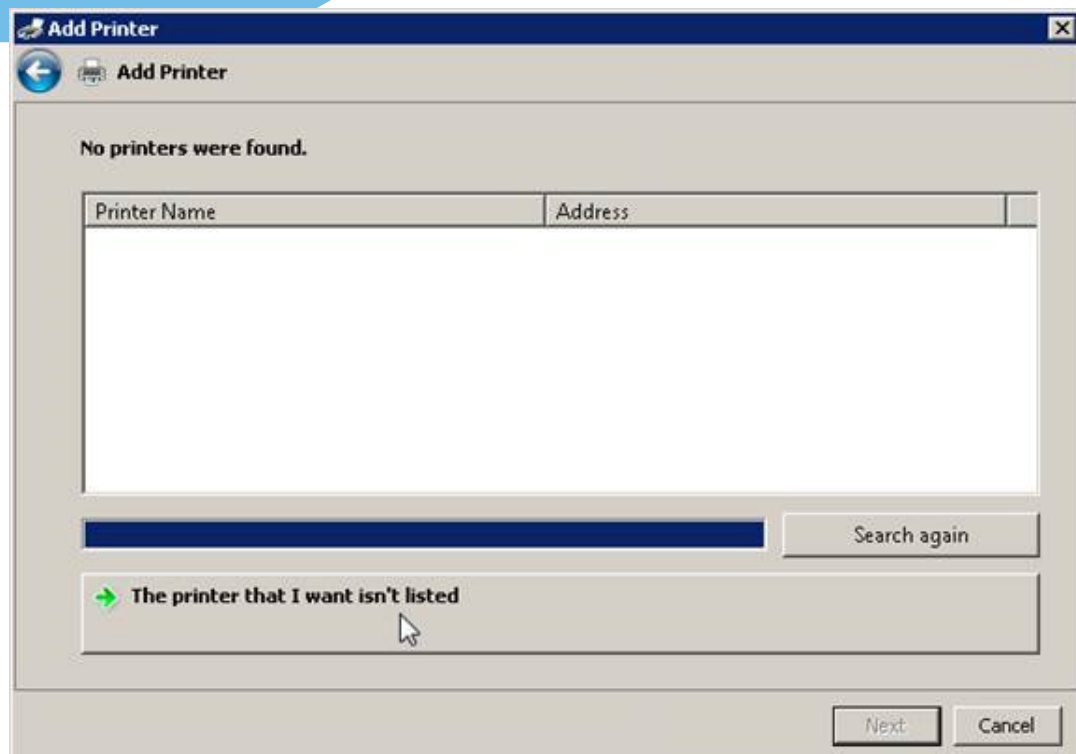 Add Printer
Add Printer
No printers were found.
Printer Name Address
Search again
The printer that I want isn't listed
Next Cancel